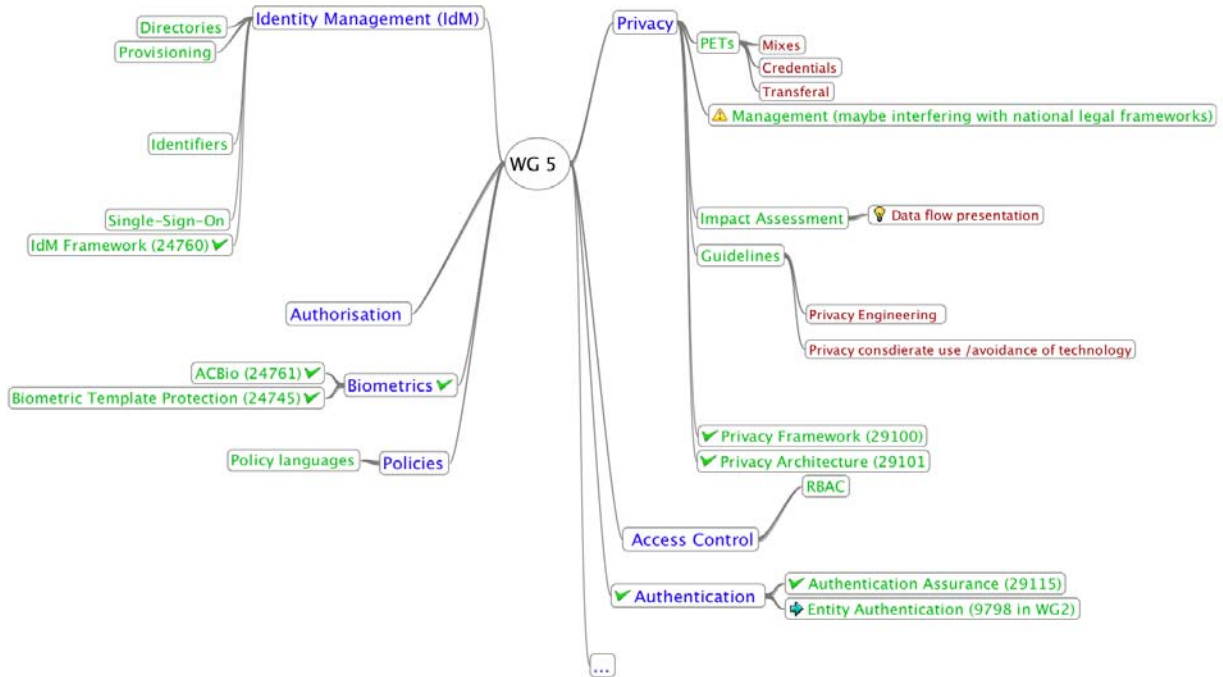 Identity Management (IdM)
Directories
Provisioning
Identifiers
Single-Sign-On
IdM Framework (24760)
Authorisation
ACBio (24761)
Biometrics
Biometric Template Protection (24745)
Policy languages
Policies
WG 5
Privacy
PETs
Mixes
Credentials
Transferal
Management (maybe interfering with national legal frameworks)
Impact Assessment
Data flow presentation
Guidelines
Privacy Engineering
Privacy consdierate use /avoidance of technology
Privacy Framework (29100)
Privacy Architecture (29101
RBAC
Access Control
Authentication
Authentication Assurance (29115)
Entity Authentication (9798 in WG2)
...